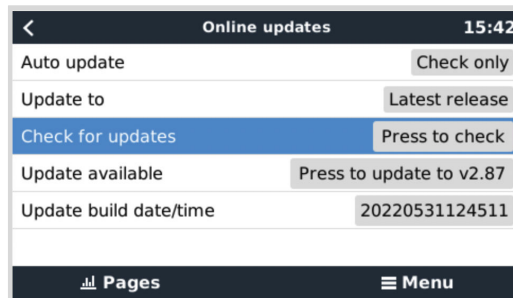 Online updates 15:42
Auto update Check only
Update to Latest release
Check for updates Press to check
Update available Press to update to v2.87
Update build date/time 20220531124511
Pages Menu